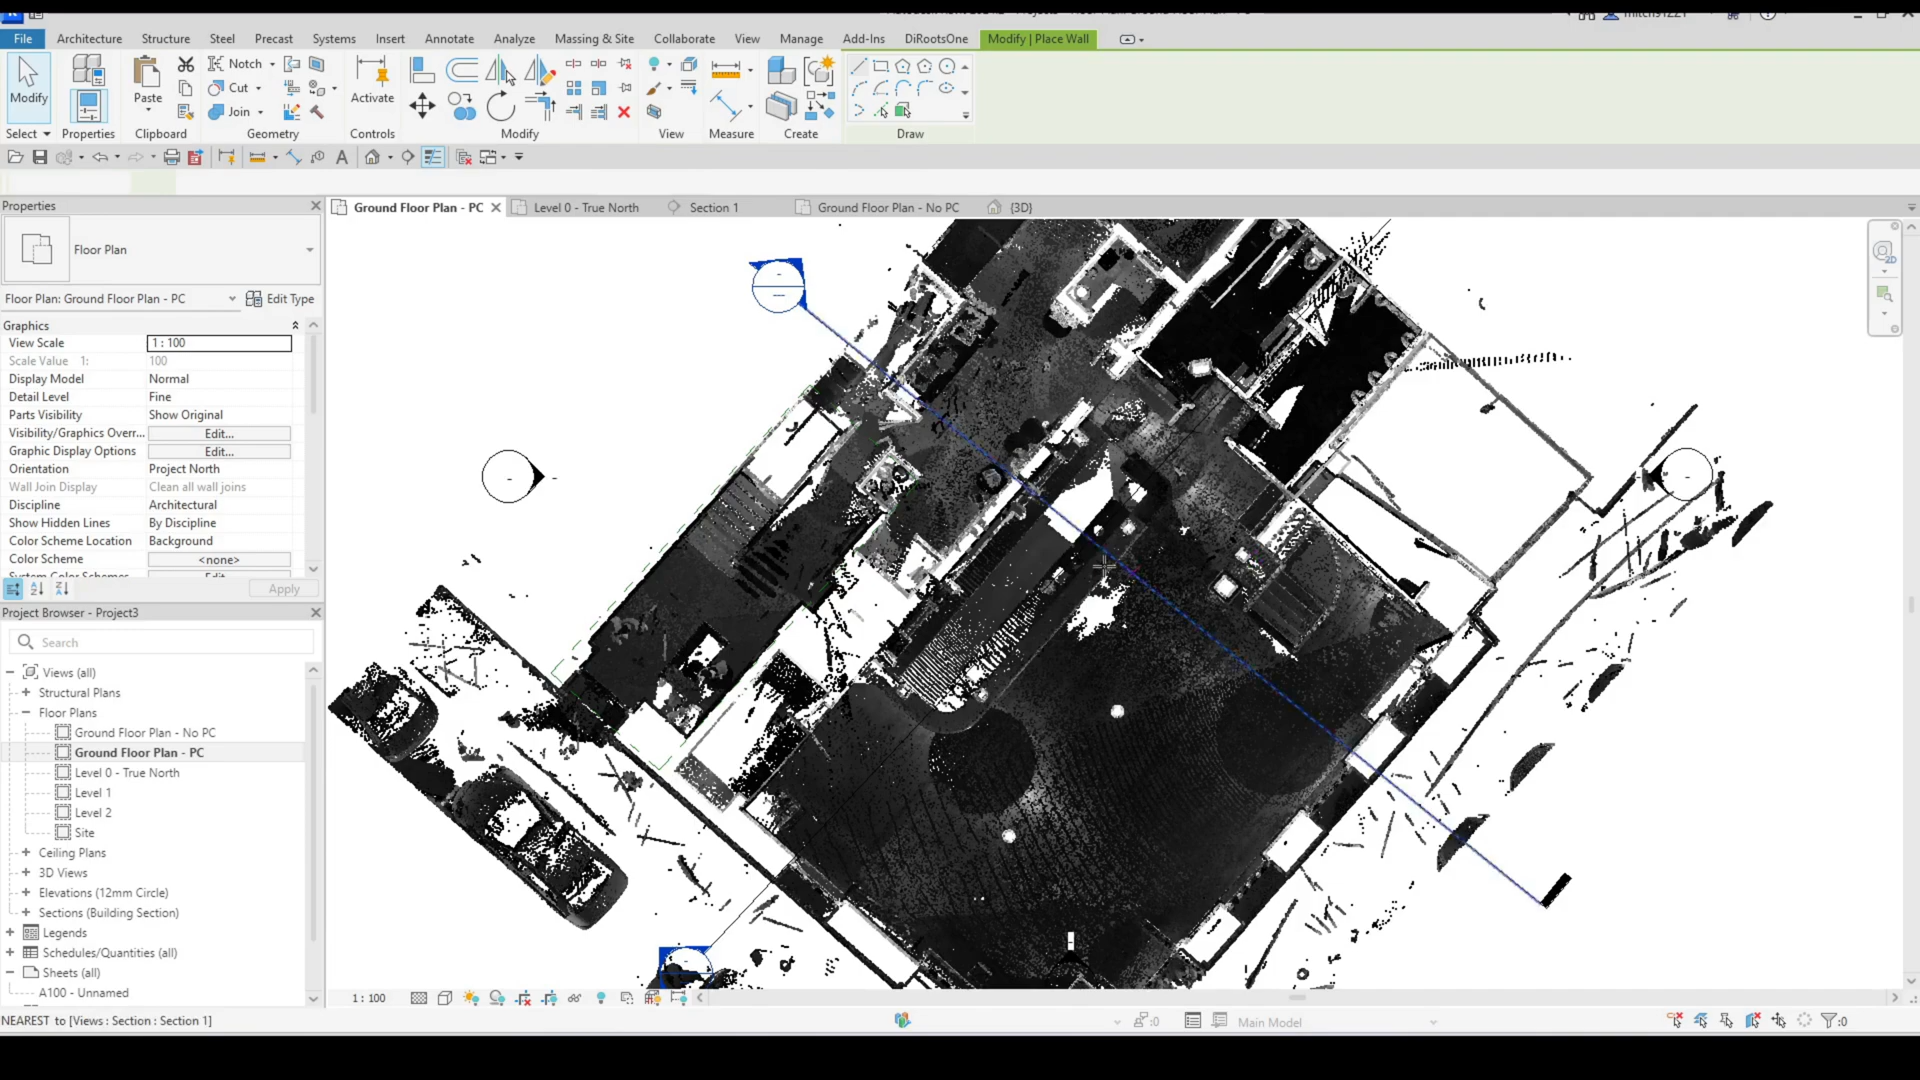 File Architecture Structure Steel Precast Systems Insert Annotate Analyze Massing & Site Collaborate View Manage Add-Ins DiRootsOne Modify | Place Wall
Modify Paste Notch Cut Join Activate
Select Properties Clipboard Geometry Controls Modify View Measure Create Draw
Properties
Ground Floor Plan - PC Level 0 - True North Section 1 Ground Floor Plan - No PC {3D}
Floor Plan
Floor Plan: Ground Floor Plan - PC Edit Type
Graphics
View Scale 1 : 100
Scale Value 1: 100
Display Model Normal
Detail Level Fine
Parts Visibility Show Original
Visibility/Graphics Overr... Edit...
Graphic Display Options Edit...
Orientation Project North
Wall Join Display Clean all wall joins
Discipline Architectural
Show Hidden Lines By Discipline
Color Scheme Location Background
Color Scheme <none>
System Color Schemes Edit...
Apply
Project Browser - Project3
Search
Views (all)
Structural Plans
Floor Plans
Ground Floor Plan - No PC
Ground Floor Plan - PC
Level 0 - True North
Level 1
Level 2
Site
Ceiling Plans
3D Views
Elevations (12mm Circle)
Sections (Building Section)
Legends
Schedules/Quantities (all)
Sheets (all)
A100 - Unnamed
2D
1 : 100
NEAREST to [Views : Section : Section 1]
:0
Main Model
:0